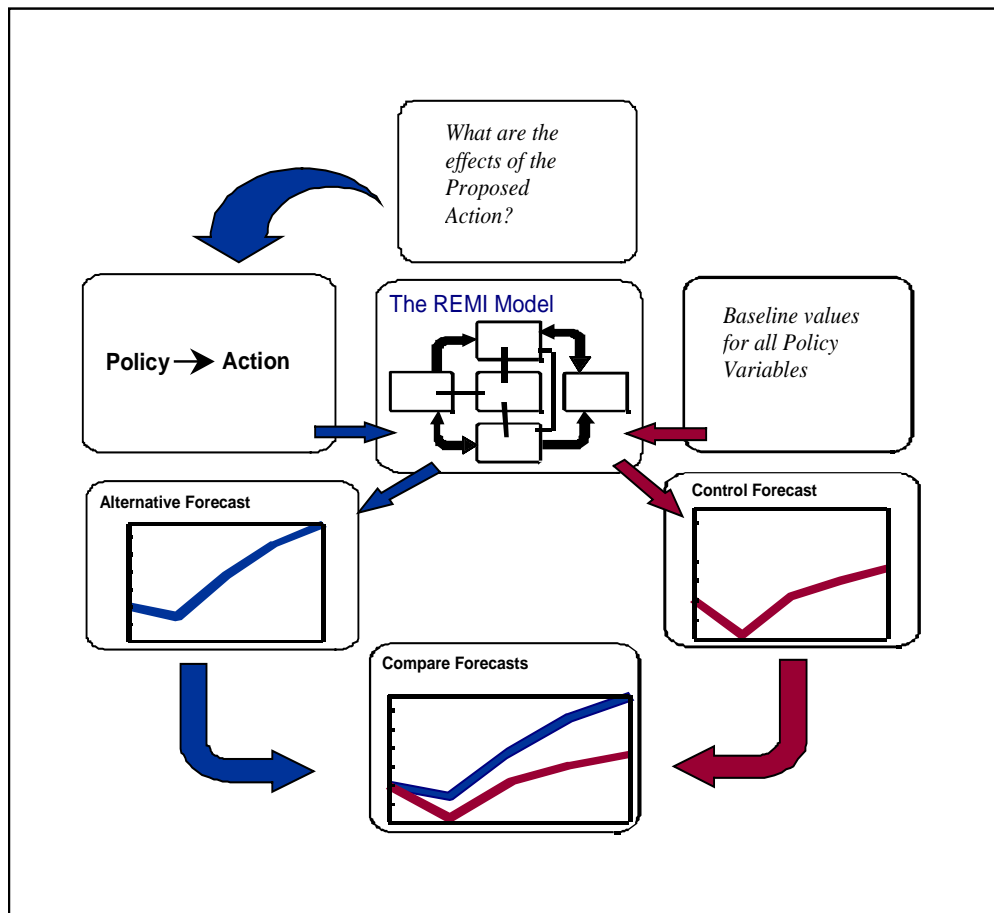 What are the
effects of the
Proposed
Action?
Policy Action
The REMI Model
Baseline values
for all Policy
Variables
Alternative Forecast
Control Forecast
Compare Forecasts